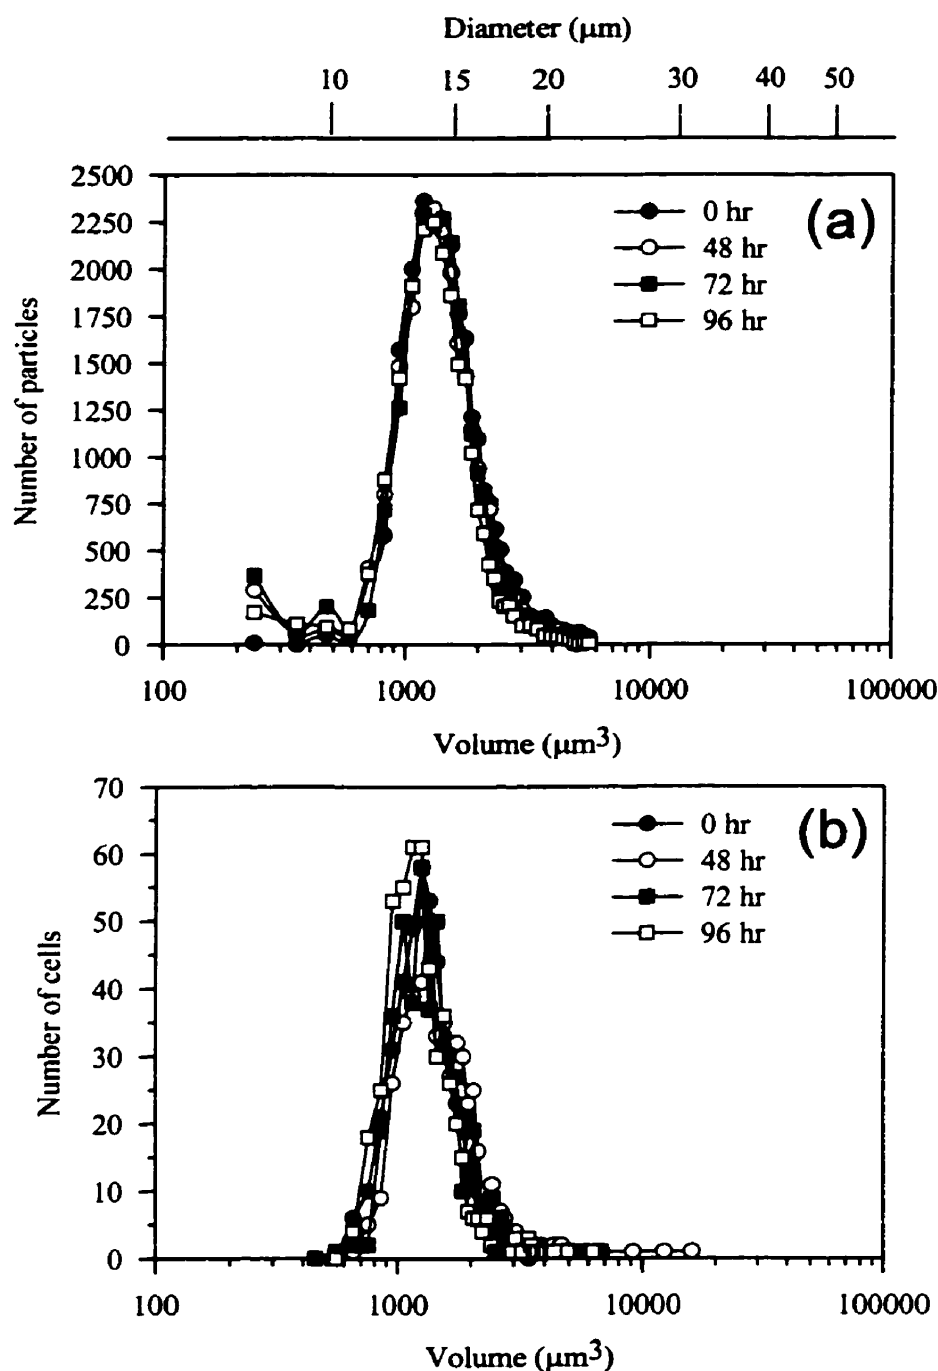 Diameter (µm)
10 15 20 30 40 50
2500
2250
2000
1750
1500
1250
1000
750
500
250
0
Number of particles
0 hr
48 hr
72 hr
96 hr
(a)
100 1000 10000 100000
Volume (µm³)
70
60
50
40
30
20
10
0
Number of cells
0 hr
48 hr
72 hr
96 hr
(b)
100 1000 10000 100000
Volume (µm³)